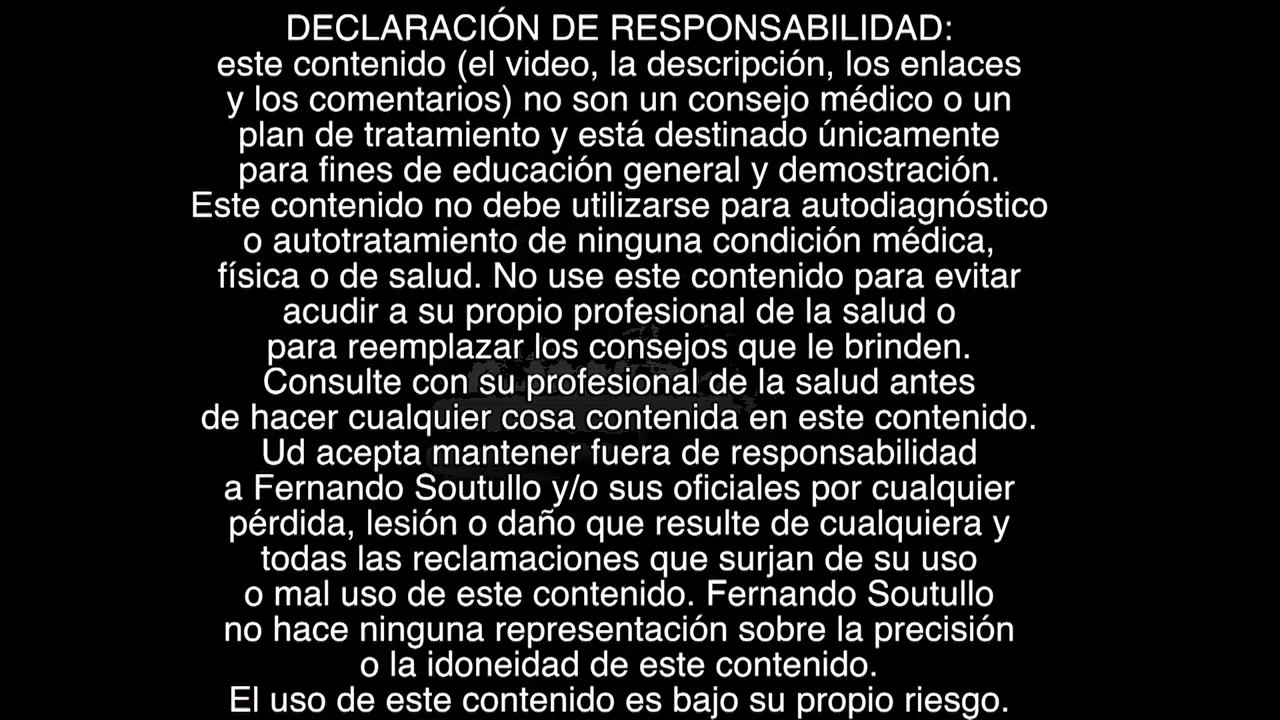 DECLARACIÓN DE RESPONSABILIDAD:
este contenido (el video, la descripción, los enlaces
y los comentarios) no son un consejo médico o un
plan de tratamiento y está destinado únicamente
para fines de educación general y demostración.
Este contenido no debe utilizarse para autodiagnóstico
o autotratamiento de ninguna condición médica,
física o de salud. No use este contenido para evitar
acudir a su propio profesional de la salud o
para reemplazar los consejos que le brinden.
Consulte con su profesional de la salud antes
de hacer cualquier cosa contenida en este contenido.
Ud acepta mantener fuera de responsabilidad
a Fernando Soutullo y/o sus oficiales por cualquier
pérdida, lesión o daño que resulte de cualquiera y
todas las reclamaciones que surjan de su uso
o mal uso de este contenido. Fernando Soutullo
no hace ninguna representación sobre la precisión
o la idoneidad de este contenido.
El uso de este contenido es bajo su propio riesgo.